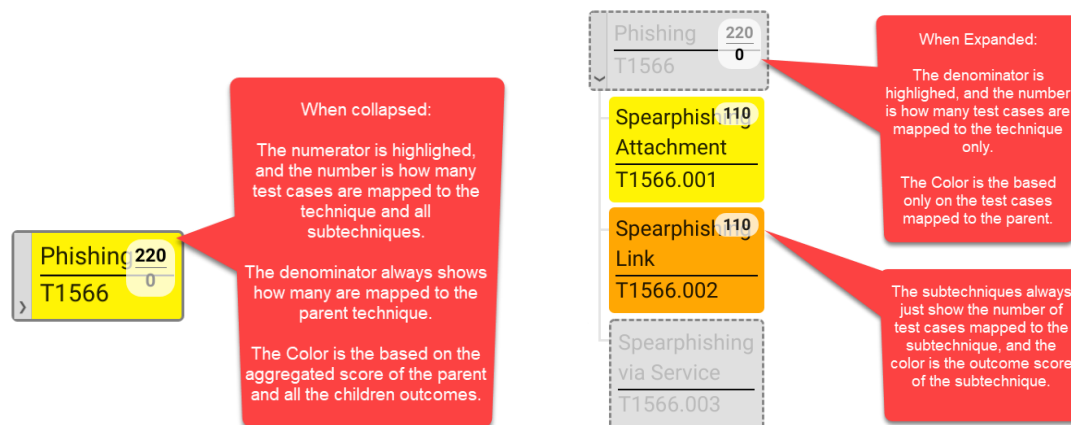 When collapsed:
The numerator is highlighed,
and the number is how many
test cases are mapped to the
technique and all
subtechniques.
The denominator always shows
how many are mapped to the
parent technique.
The Color is the based on the
aggregated score of the parent
and all the children outcomes.
Phishing 220
0
T1566
Phishing 220
0
T1566
Spearphishing 110
Attachment
T1566.001
Spearphishing 110
Link
T1566.002
Spearphishing
via Service
T1566.003
When Expanded:
The denominator is
highlighed, and the number
is how many test cases are
mapped to the technique
only.
The Color is the based
only on the test cases
mapped to the parent.
The subtechniques always
just show the number of
test cases mapped to the
subtechnique, and the
color is the outcome score
of the subtechnique.